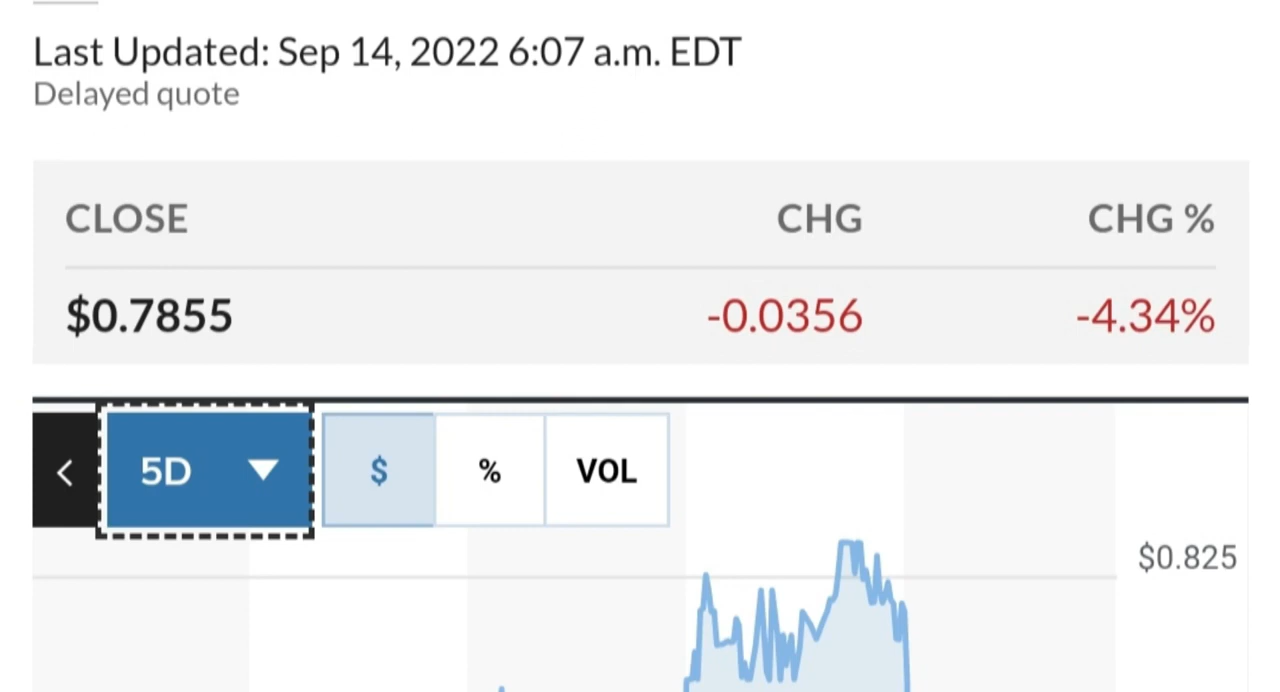 Last Updated: Sep 14, 2022 6:07 a.m. EDT
Delayed quote
CLOSE CHG CHG %
$0.7855 -0.0356 -4.34%
5D $ % VOL
$0.825